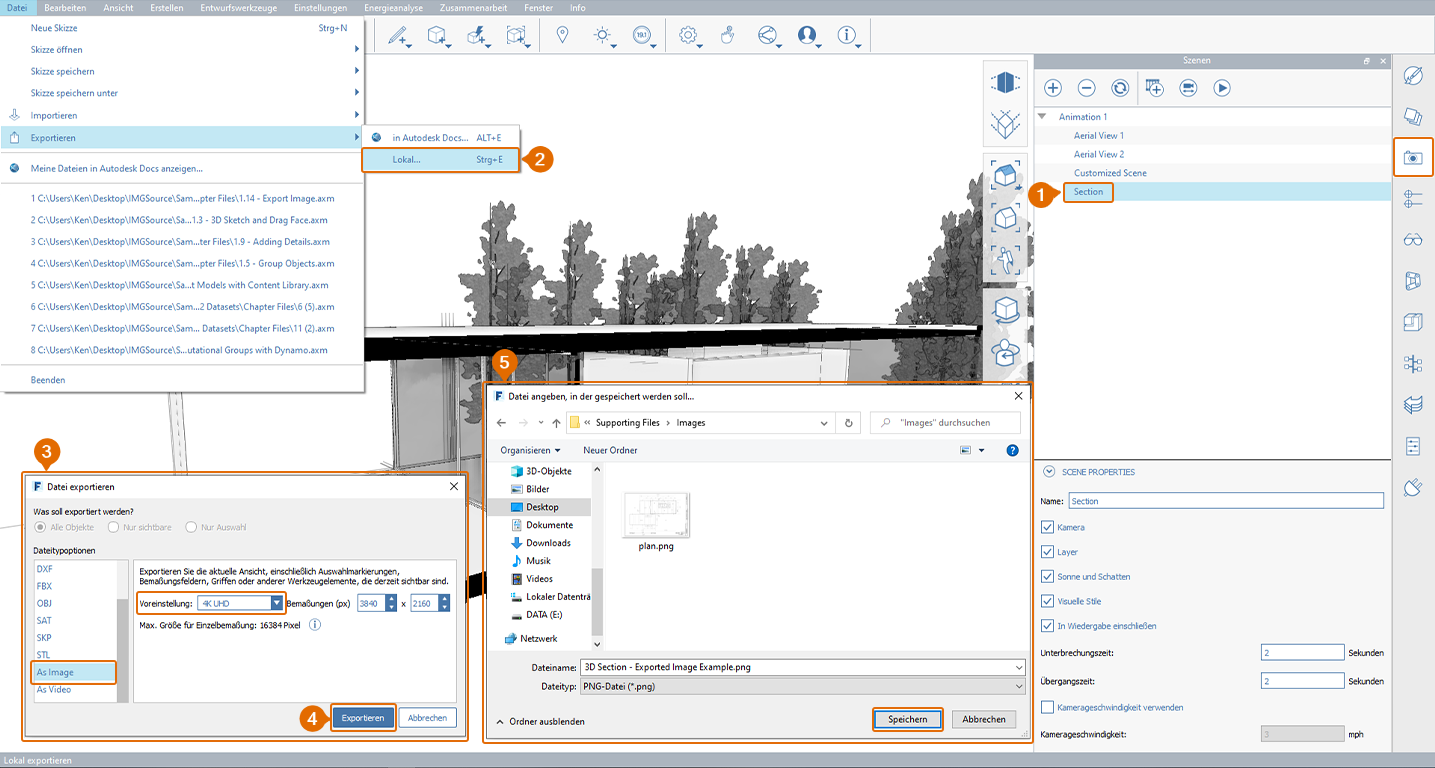 Datei Bearbeiten Ansicht Erstellen Entwurfswerkzeuge Einstellungen Energieanalyse Zusammenarbeit Fenster Info
Neue Skizze Strg+N
Skizze öffnen
Skizze speichern
Skizze speichern unter
Importieren
Exportieren
in Autodesk Docs... ALT+E
Lokal... Strg+E
2
Meine Dateien in Autodesk Docs anzeigen...
1 C:\Users\Ken\Desktop\IMGSource\Sam...pter Files\1.14 - Export Image.axm
2 C:\Users\Ken\Desktop\IMGSource\Sa...1.3 - 3D Sketch and Drag Face.axm
3 C:\Users\Ken\Desktop\IMGSource\Sam...ter Files\1.9 - Adding Details.axm
4 C:\Users\Ken\Desktop\IMGSource\Sam...pter Files\1.5 - Group Objects.axm
5 C:\Users\Ken\Desktop\IMGSource\Sa...t Models with Content Library.axm
6 C:\Users\Ken\Desktop\IMGSource\Sam...2 Datasets\Chapter Files\6 (5).axm
7 C:\Users\Ken\Desktop\IMGSource\Sam... Datasets\Chapter Files\11 (2).axm
8 C:\Users\Ken\Desktop\IMGSource\S...utational Groups with Dynamo.axm
Beenden
19.1
Szenen
Animation 1
Aerial View 1
Aerial View 2
Customized Scene
1
Section
SCENE PROPERTIES
Name: Section
Kamera
Layer
Sonne und Schatten
Visuelle Stile
In Wiedergabe einschließen
Unterbrechungszeit: 2 Sekunden
Übergangszeit: 2 Sekunden
Kamerageschwindigkeit verwenden
Kamerageschwindigkeit: 3 mph
3
Datei exportieren
Was soll exportiert werden?
Alle Objekte Nur sichtbare Nur Auswahl
Dateitypoptionen
DXF
FBX
OBJ
SAT
SKP
STL
As Image
As Video
Exportieren Sie die aktuelle Ansicht, einschließlich Auswahlmarkierungen,
Bemaßungsfeldern, Griffen oder anderer Werkzeugelemente, die derzeit sichtbar sind.
Voreinstellung: 4K UHD Bemaßungen (px) 3840 x 2160
Max. Größe für Einzelbemaßung: 16384 Pixel
4
Exportieren Abbrechen
5
Datei angeben, in der gespeichert werden soll...
« Supporting Files › Images
"Images" durchsuchen
Organisieren Neuer Ordner
3D-Objekte
Bilder
Desktop
Dokumente
Downloads
Musik
Videos
Lokaler Datenträ
DATA (E:)
Netzwerk
plan.png
Dateiname: 3D Section - Exported Image Example.png
Dateityp: PNG-Datei (*.png)
Ordner ausblenden
Speichern Abbrechen
Lokal exportieren